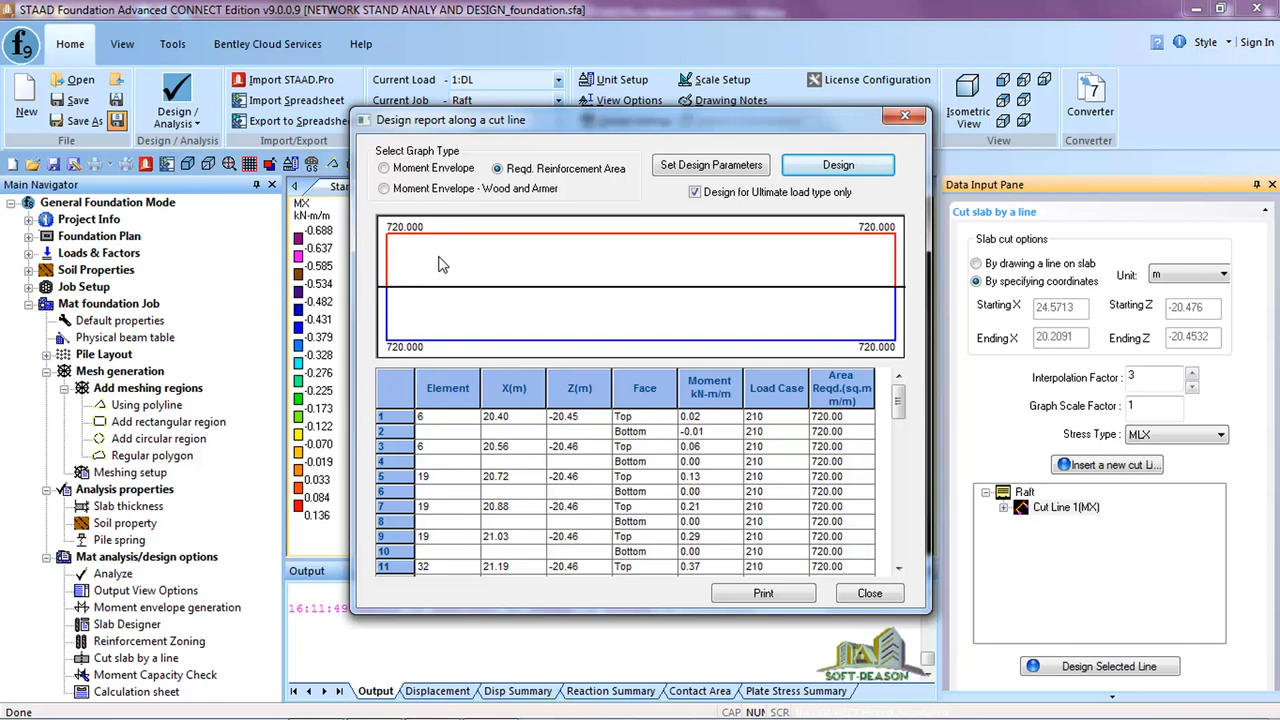 STAAD Foundation Advanced CONNECT Edition v9.0.0.9 [NETWORK STAND ANALY AND DESIGN_foundation.sfa]
Home View Tools Bentley Cloud Services Help
Style Sign In
New
Open
Save
Save As
File
Design / Analysis
Design / Analysis
Import STAAD.Pro
Import Spreadsheet
Export to Spreadshe
Import/Export
Current Load 1:DL
Current Job Raft
Unit Setup
View Options
Scale Setup
Drawing Notes
License Configuration
Isometric View
View
Converter
Converter
Main Navigator
General Foundation Mode
Project Info
Foundation Plan
Loads & Factors
Soil Properties
Job Setup
Mat foundation Job
Default properties
Physical beam table
Pile Layout
Mesh generation
Add meshing regions
Using polyline
Add rectangular region
Add circular region
Regular polygon
Meshing setup
Analysis properties
Slab thickness
Soil property
Pile spring
Mat analysis/design options
Analyze
Output View Options
Moment envelope generation
Slab Designer
Reinforcement Zoning
Cut slab by a line
Moment Capacity Check
Calculation sheet
Star
MX
kN-m/m
-0.688
-0.637
-0.585
-0.534
-0.482
-0.431
-0.379
-0.328
-0.276
-0.225
-0.173
-0.122
-0.070
-0.019
0.033
0.084
0.136
Design report along a cut line
Select Graph Type
Moment Envelope
Reqd. Reinforcement Area
Moment Envelope - Wood and Armer
Set Design Parameters
Design
Design for Ultimate load type only
720.000 720.000
720.000 720.000
Element X(m) Z(m) Face Moment kN-m/m Load Case Area Reqd.(sq.m m/m)
1 6 20.40 -20.45 Top 0.02 210 720.00
2 Bottom -0.01 210 720.00
3 6 20.56 -20.46 Top 0.06 210 720.00
4 Bottom 0.00 210 720.00
5 19 20.72 -20.46 Top 0.13 210 720.00
6 Bottom 0.00 210 720.00
7 19 20.88 -20.46 Top 0.21 210 720.00
8 Bottom 0.00 210 720.00
9 19 21.03 -20.46 Top 0.29 210 720.00
10 Bottom 0.00 210 720.00
11 32 21.19 -20.46 Top 0.37 210 720.00
Print Close
Output
16:11:49
SOFT-REASON
Output Displacement Disp Summary Reaction Summary Contact Area Plate Stress Summary
Data Input Pane
Cut slab by a line
Slab cut options
By drawing a line on slab
By specifying coordinates
Unit: m
Starting X 24.5713 Starting Z -20.476
Ending X 20.2091 Ending Z -20.4532
Interpolation Factor: 3
Graph Scale Factor: 1
Stress Type: MLX
Insert a new cut Li...
Raft
Cut Line 1(MX)
Design Selected Line
Done
CAP NUM SCR